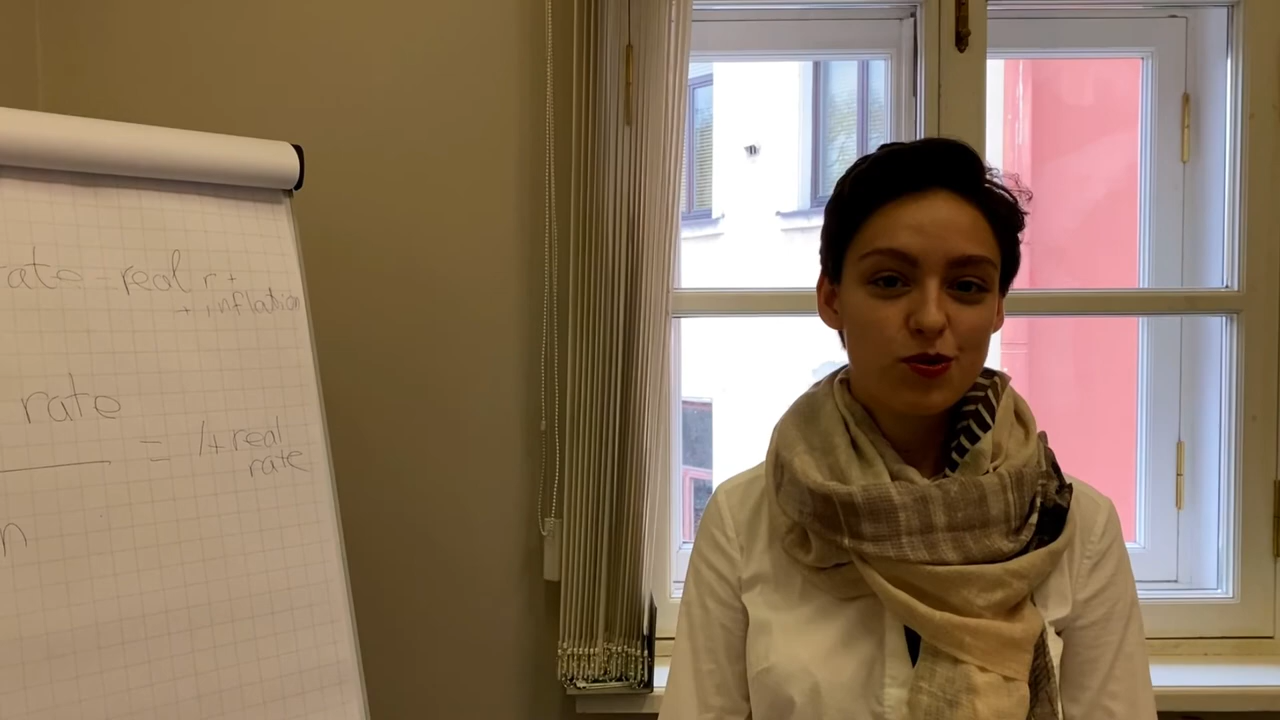 rate - real r +
+ inflation
rate
= 1+ real
rate
n